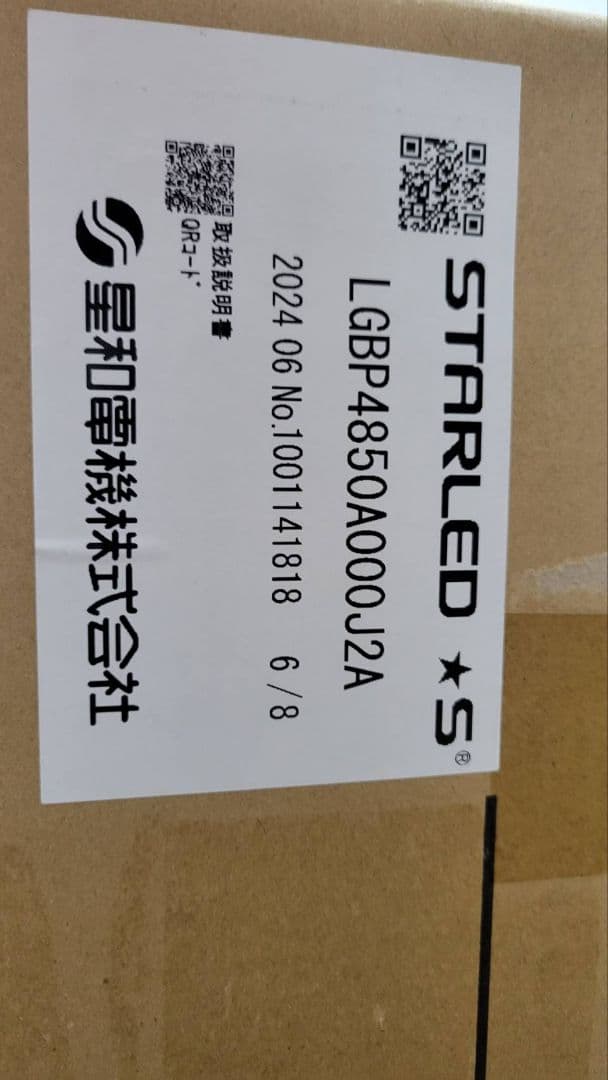 STARLED ★S®
LGBP4850A000J2A
2024 06 No.1001141818 6/8
取扱説明書
QRコード
星和電機株式会社